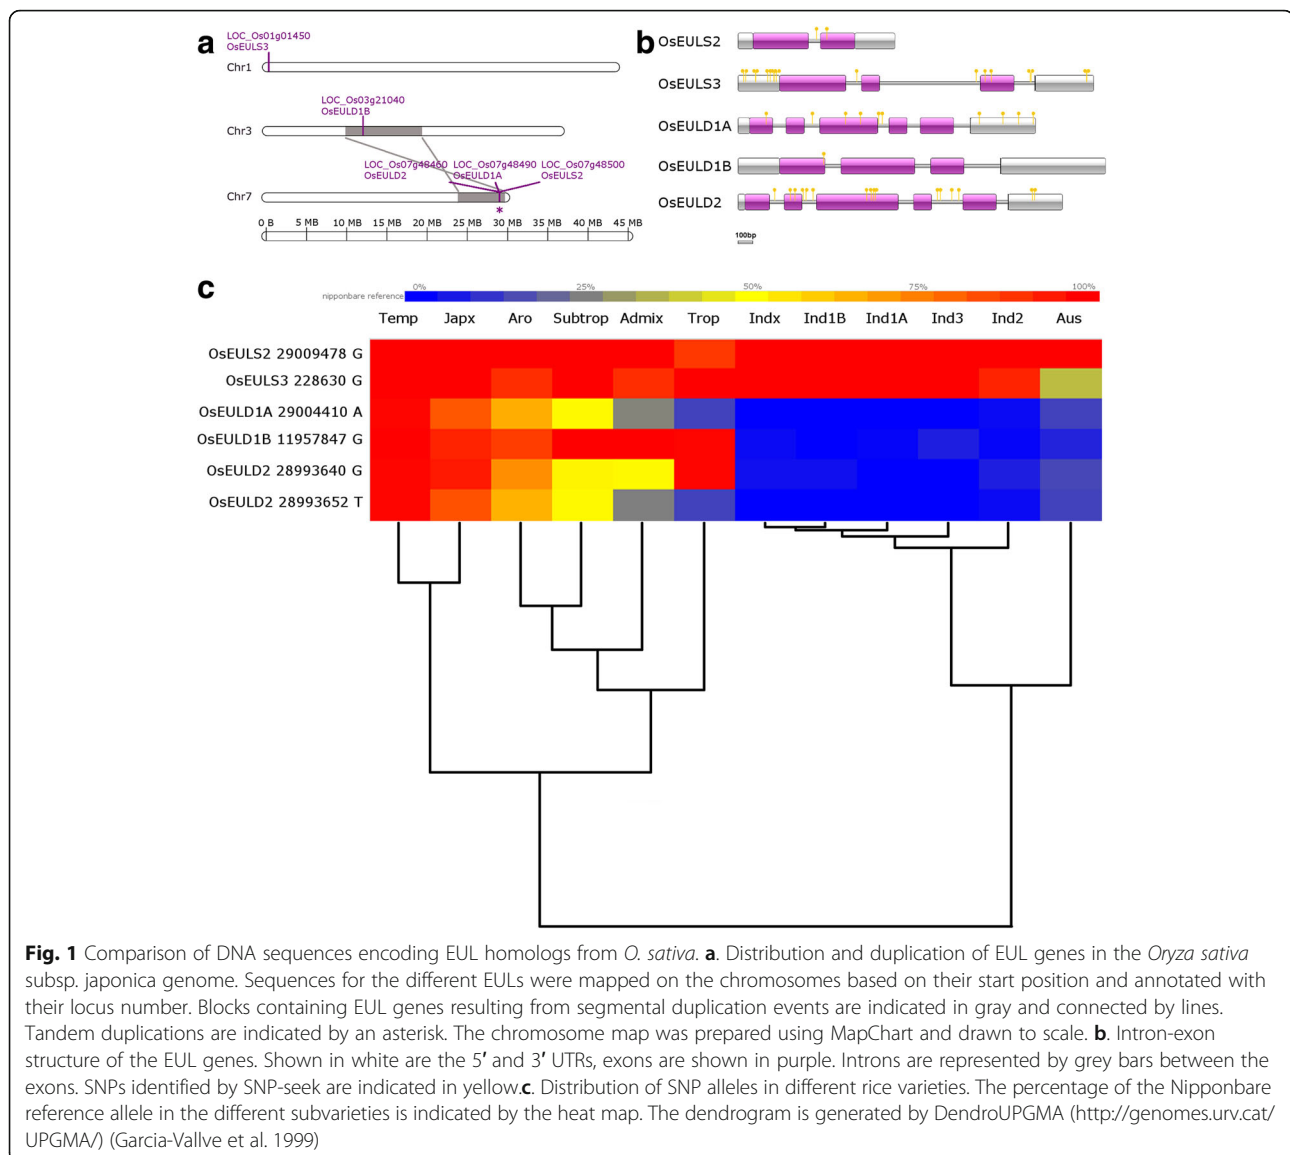 a
LOC_Os01g01450
OsEULS3
Chr1
LOC_Os03g21040
OsEULD1B
Chr3
LOC_Os07g48460 LOC_Os07g48490 LOC_Os07g48500
OsEULD2 OsEULD1A OsEULS2
Chr7
*
0 B 5 MB 10 MB 15 MB 20 MB 25 MB 30 MB 35 MB 40 MB 45 MB
b
OsEULS2
OsEULS3
OsEULD1A
OsEULD1B
OsEULD2
100bp
c
nipponbare reference 0% 25% 50% 75% 100%
Temp Japx Aro Subtrop Admix Trop Indx Ind1B Ind1A Ind3 Ind2 Aus
OsEULS2 29009478 G
OsEULS3 228630 G
OsEULD1A 29004410 A
OsEULD1B 11957847 G
OsEULD2 28993640 G
OsEULD2 28993652 T
Fig. 1 Comparison of DNA sequences encoding EUL homologs from O. sativa. a. Distribution and duplication of EUL genes in the Oryza sativa
subsp. japonica genome. Sequences for the different EULs were mapped on the chromosomes based on their start position and annotated with
their locus number. Blocks containing EUL genes resulting from segmental duplication events are indicated in gray and connected by lines.
Tandem duplications are indicated by an asterisk. The chromosome map was prepared using MapChart and drawn to scale. b. Intron-exon
structure of the EUL genes. Shown in white are the 5′ and 3′ UTRs, exons are shown in purple. Introns are represented by grey bars between the
exons. SNPs identified by SNP-seek are indicated in yellow.c. Distribution of SNP alleles in different rice varieties. The percentage of the Nipponbare
reference allele in the different subvarieties is indicated by the heat map. The dendrogram is generated by DendroUPGMA (http://genomes.urv.cat/
UPGMA/) (Garcia-Vallve et al. 1999)